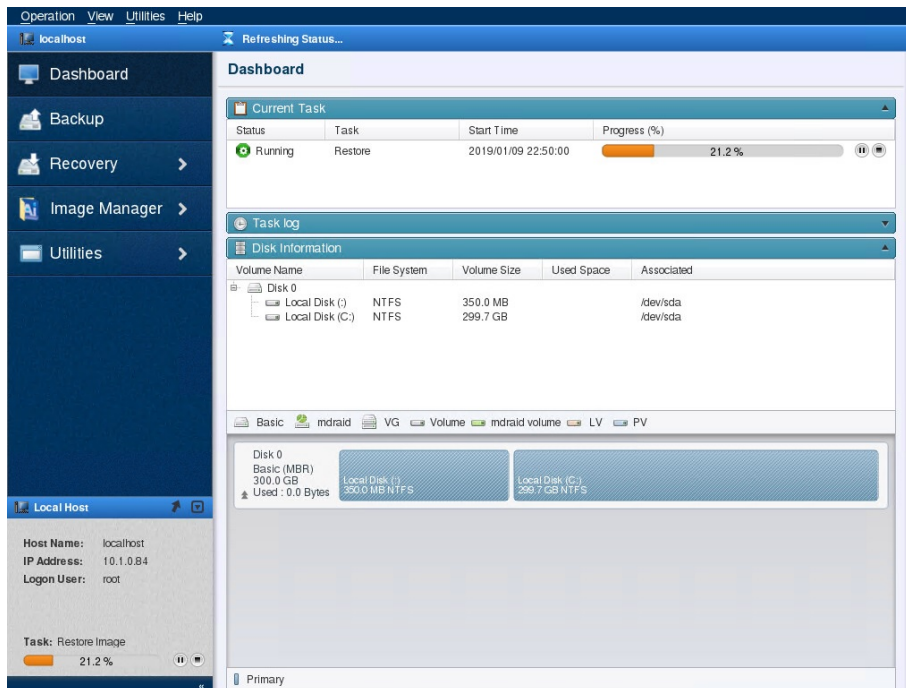 Operation View Utilities Help
localhost
Refreshing Status...
Dashboard
Backup
Recovery
Image Manager
Utilities
Dashboard
Current Task
Status Task Start Time Progress (%)
Running Restore 2019/01/09 22:50:00 21.2 %
Task log
Disk Information
Volume Name File System Volume Size Used Space Associated
Disk 0
Local Disk (:) NTFS 350.0 MB /dev/sda
Local Disk (C:) NTFS 299.7 GB /dev/sda
Basic mdraid VG Volume mdraid volume LV PV
Disk 0
Basic (MBR)
300.0 GB
Used : 0.0 Bytes
Local Disk (:)
350.0 MB NTFS
Local Disk (C:)
299.7 GB NTFS
Primary
Local Host
Host Name: localhost
IP Address: 10.1.0.84
Logon User: root
Task: Restore Image
21.2 %